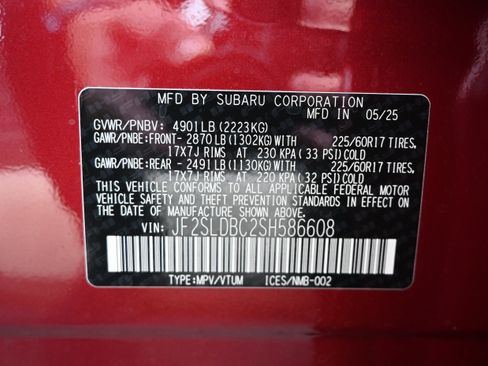 MFD BY SUBARU CORPORATION
MFD IN 05/25
GVWR/PNBV: 4901LB(2223KG)
GAWR/PNBE:FRONT- 2870LB(1302KG)WITH 225/60R17 TIRES.
17X7J RIMS AT 230 KPA(33 PSI)COLD
GAWR/PNBE:REAR - 2491LB(1130KG)WITH 225/60R17 TIRES.
17X7J RIMS AT 220 KPA(32 PSI)COLD
THIS VEHICLE CONFORMS TO ALL APPLICABLE FEDERAL MOTOR
VEHICLE SAFETY, BUMPER, AND THEFT PREVENTION STANDARDS
IN EFFECT ON THE DATE OF MANUFACTURE SHOWN ABOVE.
VIN: JF2SLDBC2SH586608
TYPE:MPV/VTUM ICES/NMB-002